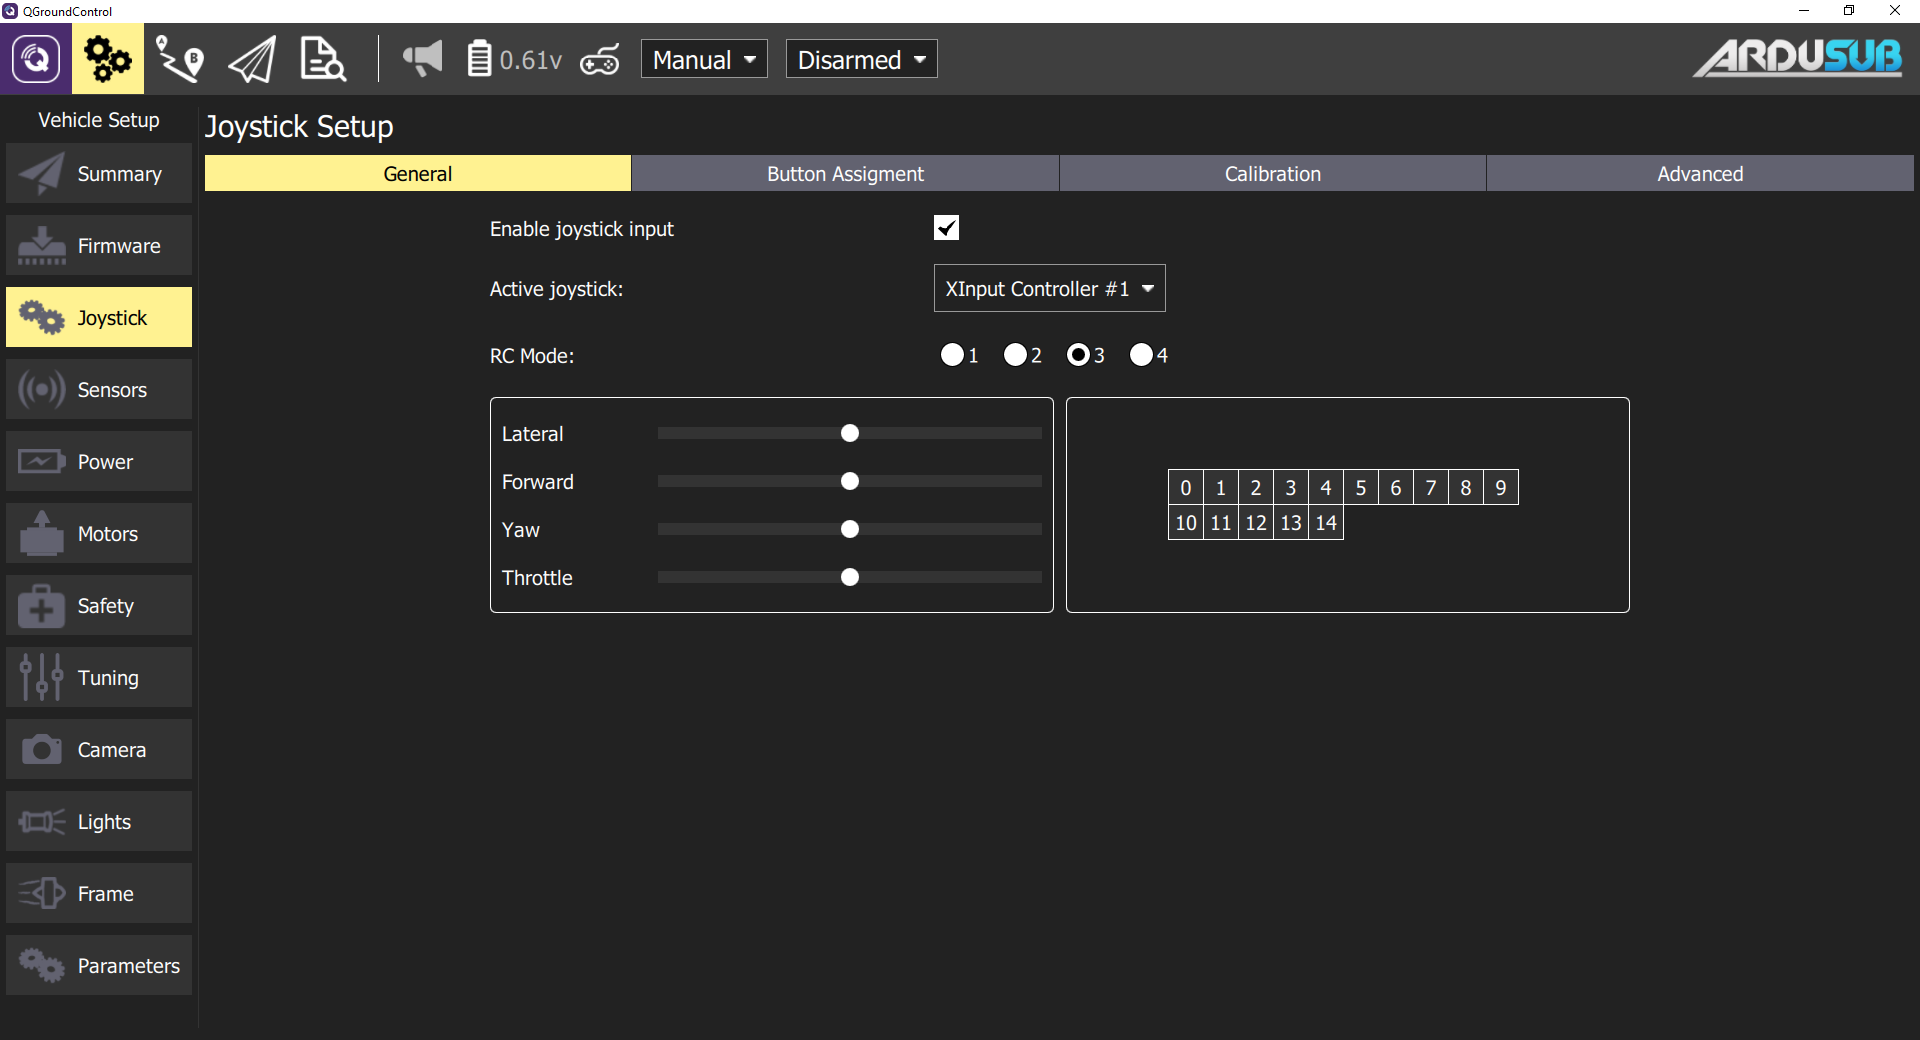 QGroundControl
A B 0.61v Manual Disarmed ARDUSUB
Vehicle Setup
Summary
Firmware
Joystick
Sensors
Power
Motors
Safety
Tuning
Camera
Lights
Frame
Parameters
Joystick Setup
General Button Assigment Calibration Advanced
Enable joystick input
Active joystick: XInput Controller #1
RC Mode: 1 2 3 4
Lateral
Forward
Yaw
Throttle
0 1 2 3 4 5 6 7 8 9
10 11 12 13 14